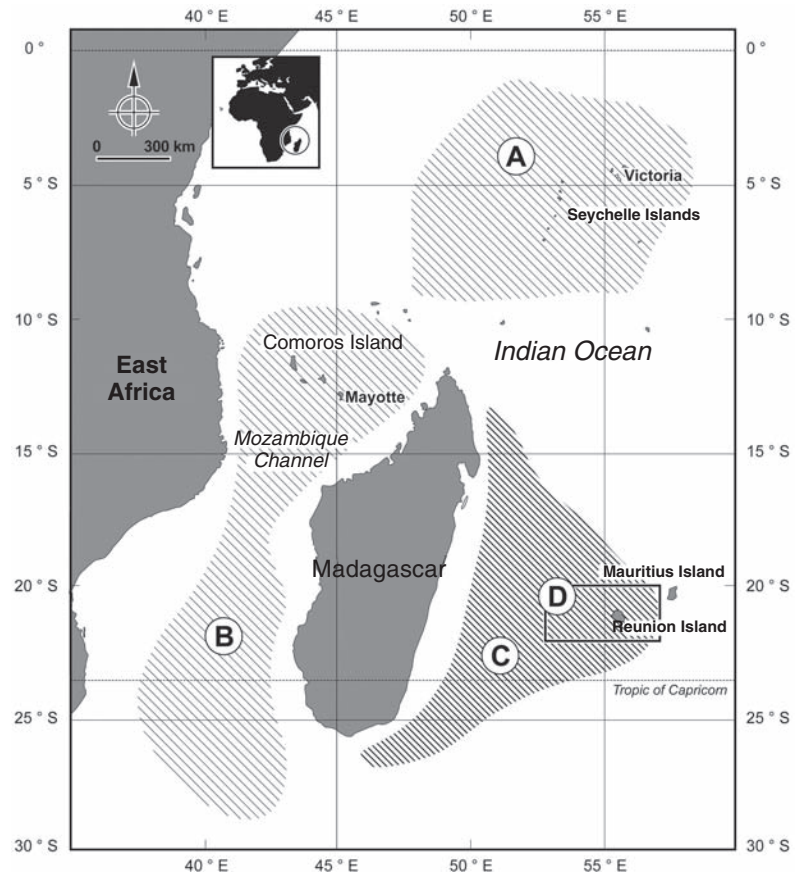 40 ° E 45 ° E 50 ° E 55 ° E
0 ° 0 °
0 300 km
A
5 ° S Victoria 5 ° S
Seychelle Islands
10 ° S 10 ° S
Comoros Island
Indian Ocean
East
Africa
Mayotte
Mozambique
Channel
15 ° S 15 ° S
Madagascar
Mauritius Island
20 ° S D 20 ° S
Reunion Island
B
C
Tropic of Capricorn
25 ° S 25 ° S
30 ° S 30 ° S
40 ° E 45 ° E 50 ° E 55 ° E